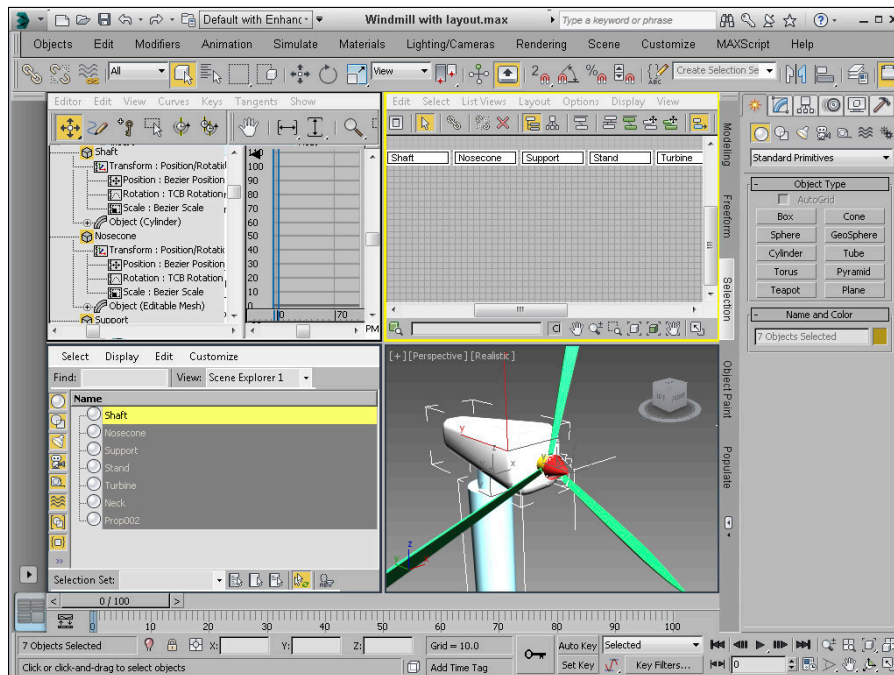 Default with Enhanc
Windmill with layout.max
Type a keyword or phrase
Objects Edit Modifiers Animation Simulate Materials Lighting/Cameras Rendering Scene Customize MAXScript Help
All
View
Create Selection Se
Editor Edit View Curves Keys Tangents Show
Edit Select List Views Layout Options Display View
Shaft
Transform : Position/Rotati
Position : Bezier Position
Rotation : TCB Rotation
Scale : Bezier Scale
Object (Cylinder)
Nosecone
Transform : Position/Rotati
Position : Bezier Position
Rotation : TCB Rotation
Scale : Bezier Scale
Object (Editable Mesh)
Support
100
90
80
70
60
50
40
30
20
10
0
0 70
PM
Shaft Nosecone Support Stand Turbine
Modeling
Freeform
Selection
Object Paint
Populate
Standard Primitives
- Object Type
AutoGrid
Box Cone
Sphere GeoSphere
Cylinder Tube
Torus Pyramid
Teapot Plane
- Name and Color
7 Objects Selected
Select Display Edit Customize
Find: View: Scene Explorer 1
Name
Shaft
Nosecone
Support
Stand
Turbine
Neck
Prop002
Selection Set:
[+] [Perspective] [Realistic]
< 0 / 100 >
0 10 20 30 40 50 60 70 80 90 100
7 Objects Selected X: Y: Z: Grid = 10.0 Auto Key Selected
Click or click-and-drag to select objects Add Time Tag Set Key Key Filters... 0